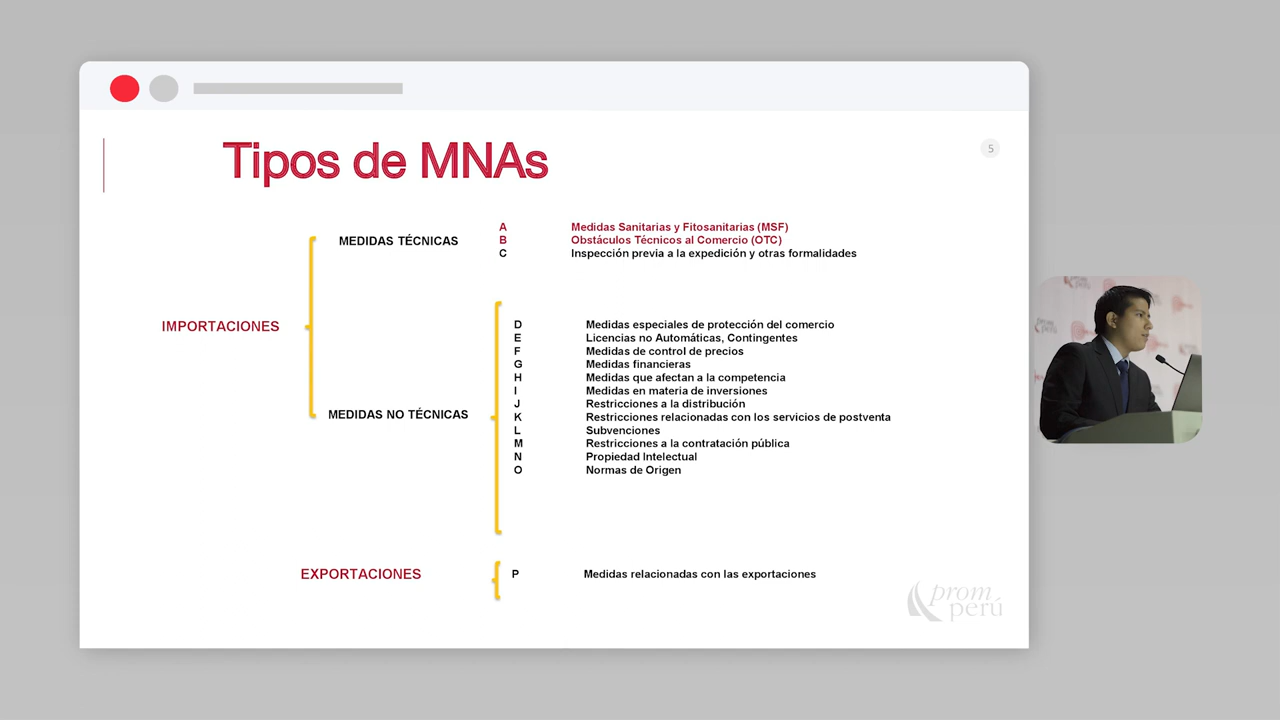 Tipos de MNAs
5
IMPORTACIONES
MEDIDAS TÉCNICAS
A Medidas Sanitarias y Fitosanitarias (MSF)
B Obstáculos Técnicos al Comercio (OTC)
C Inspección previa a la expedición y otras formalidades
MEDIDAS NO TÉCNICAS
D Medidas especiales de protección del comercio
E Licencias no Automáticas, Contingentes
F Medidas de control de precios
G Medidas financieras
H Medidas que afectan a la competencia
I Medidas en materia de inversiones
J Restricciones a la distribución
K Restricciones relacionadas con los servicios de postventa
L Subvenciones
M Restricciones a la contratación pública
N Propiedad Intelectual
O Normas de Origen
EXPORTACIONES
P Medidas relacionadas con las exportaciones
prom
perú